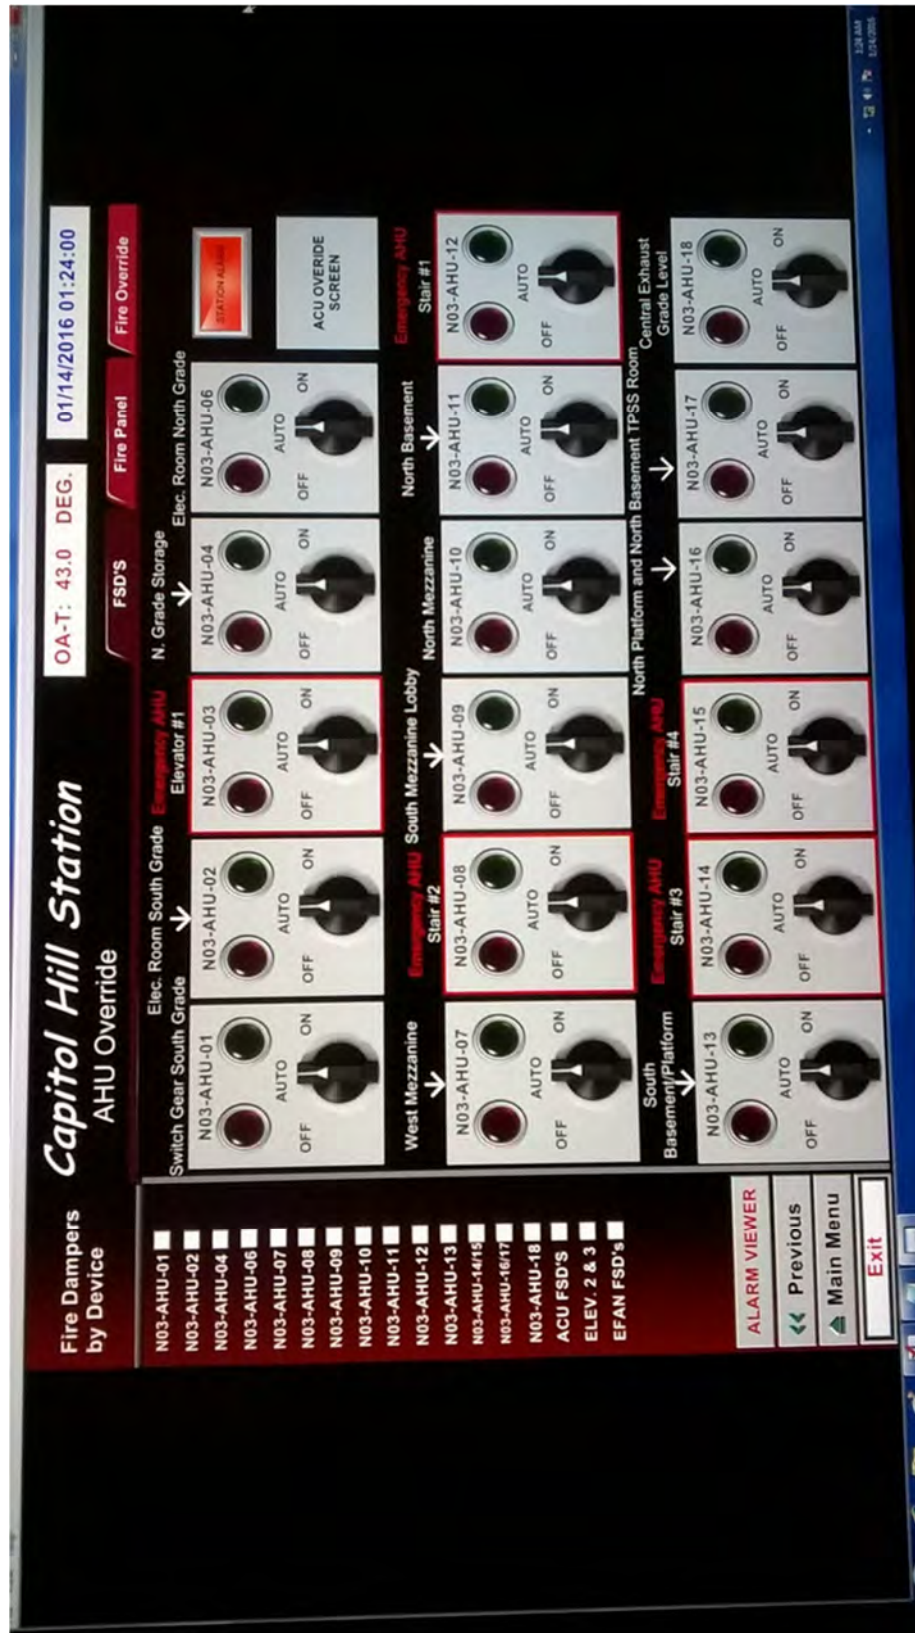 Fire Dampers
by Device
Capitol Hill Station
AHU Override
OA-T: 43.0 DEG.
01/14/2016 01:24:00
FSD'S
Fire Panel
Fire Override
N03-AHU-01
N03-AHU-02
N03-AHU-04
N03-AHU-06
N03-AHU-07
N03-AHU-08
N03-AHU-09
N03-AHU-10
N03-AHU-11
N03-AHU-12
N03-AHU-13
N03-AHU-14/15
N03-AHU-16/17
N03-AHU-18
ACU FSD'S
ELEV. 2 & 3
EFAN FSD's
ALARM VIEWER
Previous
Main Menu
Exit
Switch Gear South Grade
N03-AHU-01
AUTO
OFF ON
Elec. Room South Grade
N03-AHU-02
AUTO
OFF ON
Emergency AHU
Elevator #1
N03-AHU-03
AUTO
OFF ON
N. Grade Storage
N03-AHU-04
AUTO
OFF ON
Elec. Room North Grade
N03-AHU-06
AUTO
OFF ON
STATION ALARM
ACU OVERIDE
SCREEN
West Mezzanine
N03-AHU-07
AUTO
OFF ON
Emergency AHU
Stair #2
N03-AHU-08
AUTO
OFF ON
South Mezzanine Lobby
N03-AHU-09
AUTO
OFF ON
North Mezzanine
N03-AHU-10
AUTO
OFF ON
North Basement
N03-AHU-11
AUTO
OFF ON
Emergency AHU
Stair #1
N03-AHU-12
AUTO
OFF ON
South
Basement/Platform
N03-AHU-13
AUTO
OFF ON
Emergency AHU
Stair #3
N03-AHU-14
AUTO
OFF ON
Emergency AHU
Stair #4
N03-AHU-15
AUTO
OFF ON
North Platform and North Basement TPSS Room
N03-AHU-16
AUTO
OFF ON
N03-AHU-17
AUTO
OFF ON
Central Exhaust
Grade Level
N03-AHU-18
AUTO
OFF ON
1:24 AM
1/14/2016